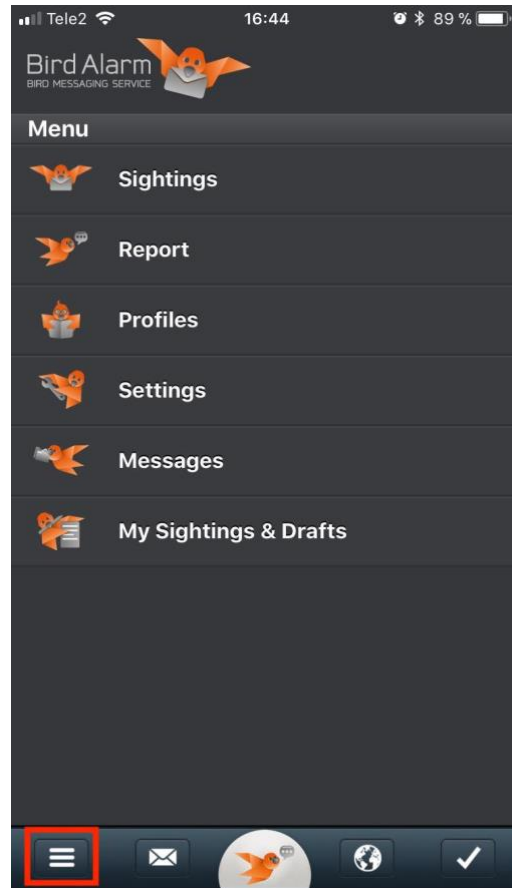 Tele2 16:44 89 %
Bird Alarm
BIRD MESSAGING SERVICE
Menu
Sightings
Report
Profiles
Settings
Messages
My Sightings & Drafts